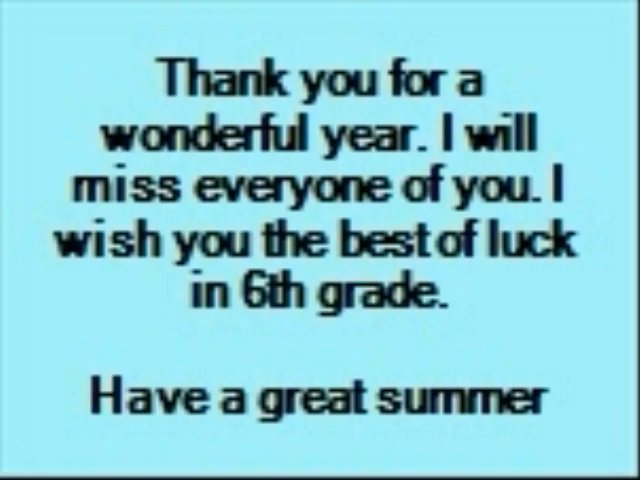 Thank you for a
wonderful year. I will
miss everyone of you. I
wish you the best of luck
in 6th grade.
Have a great summer